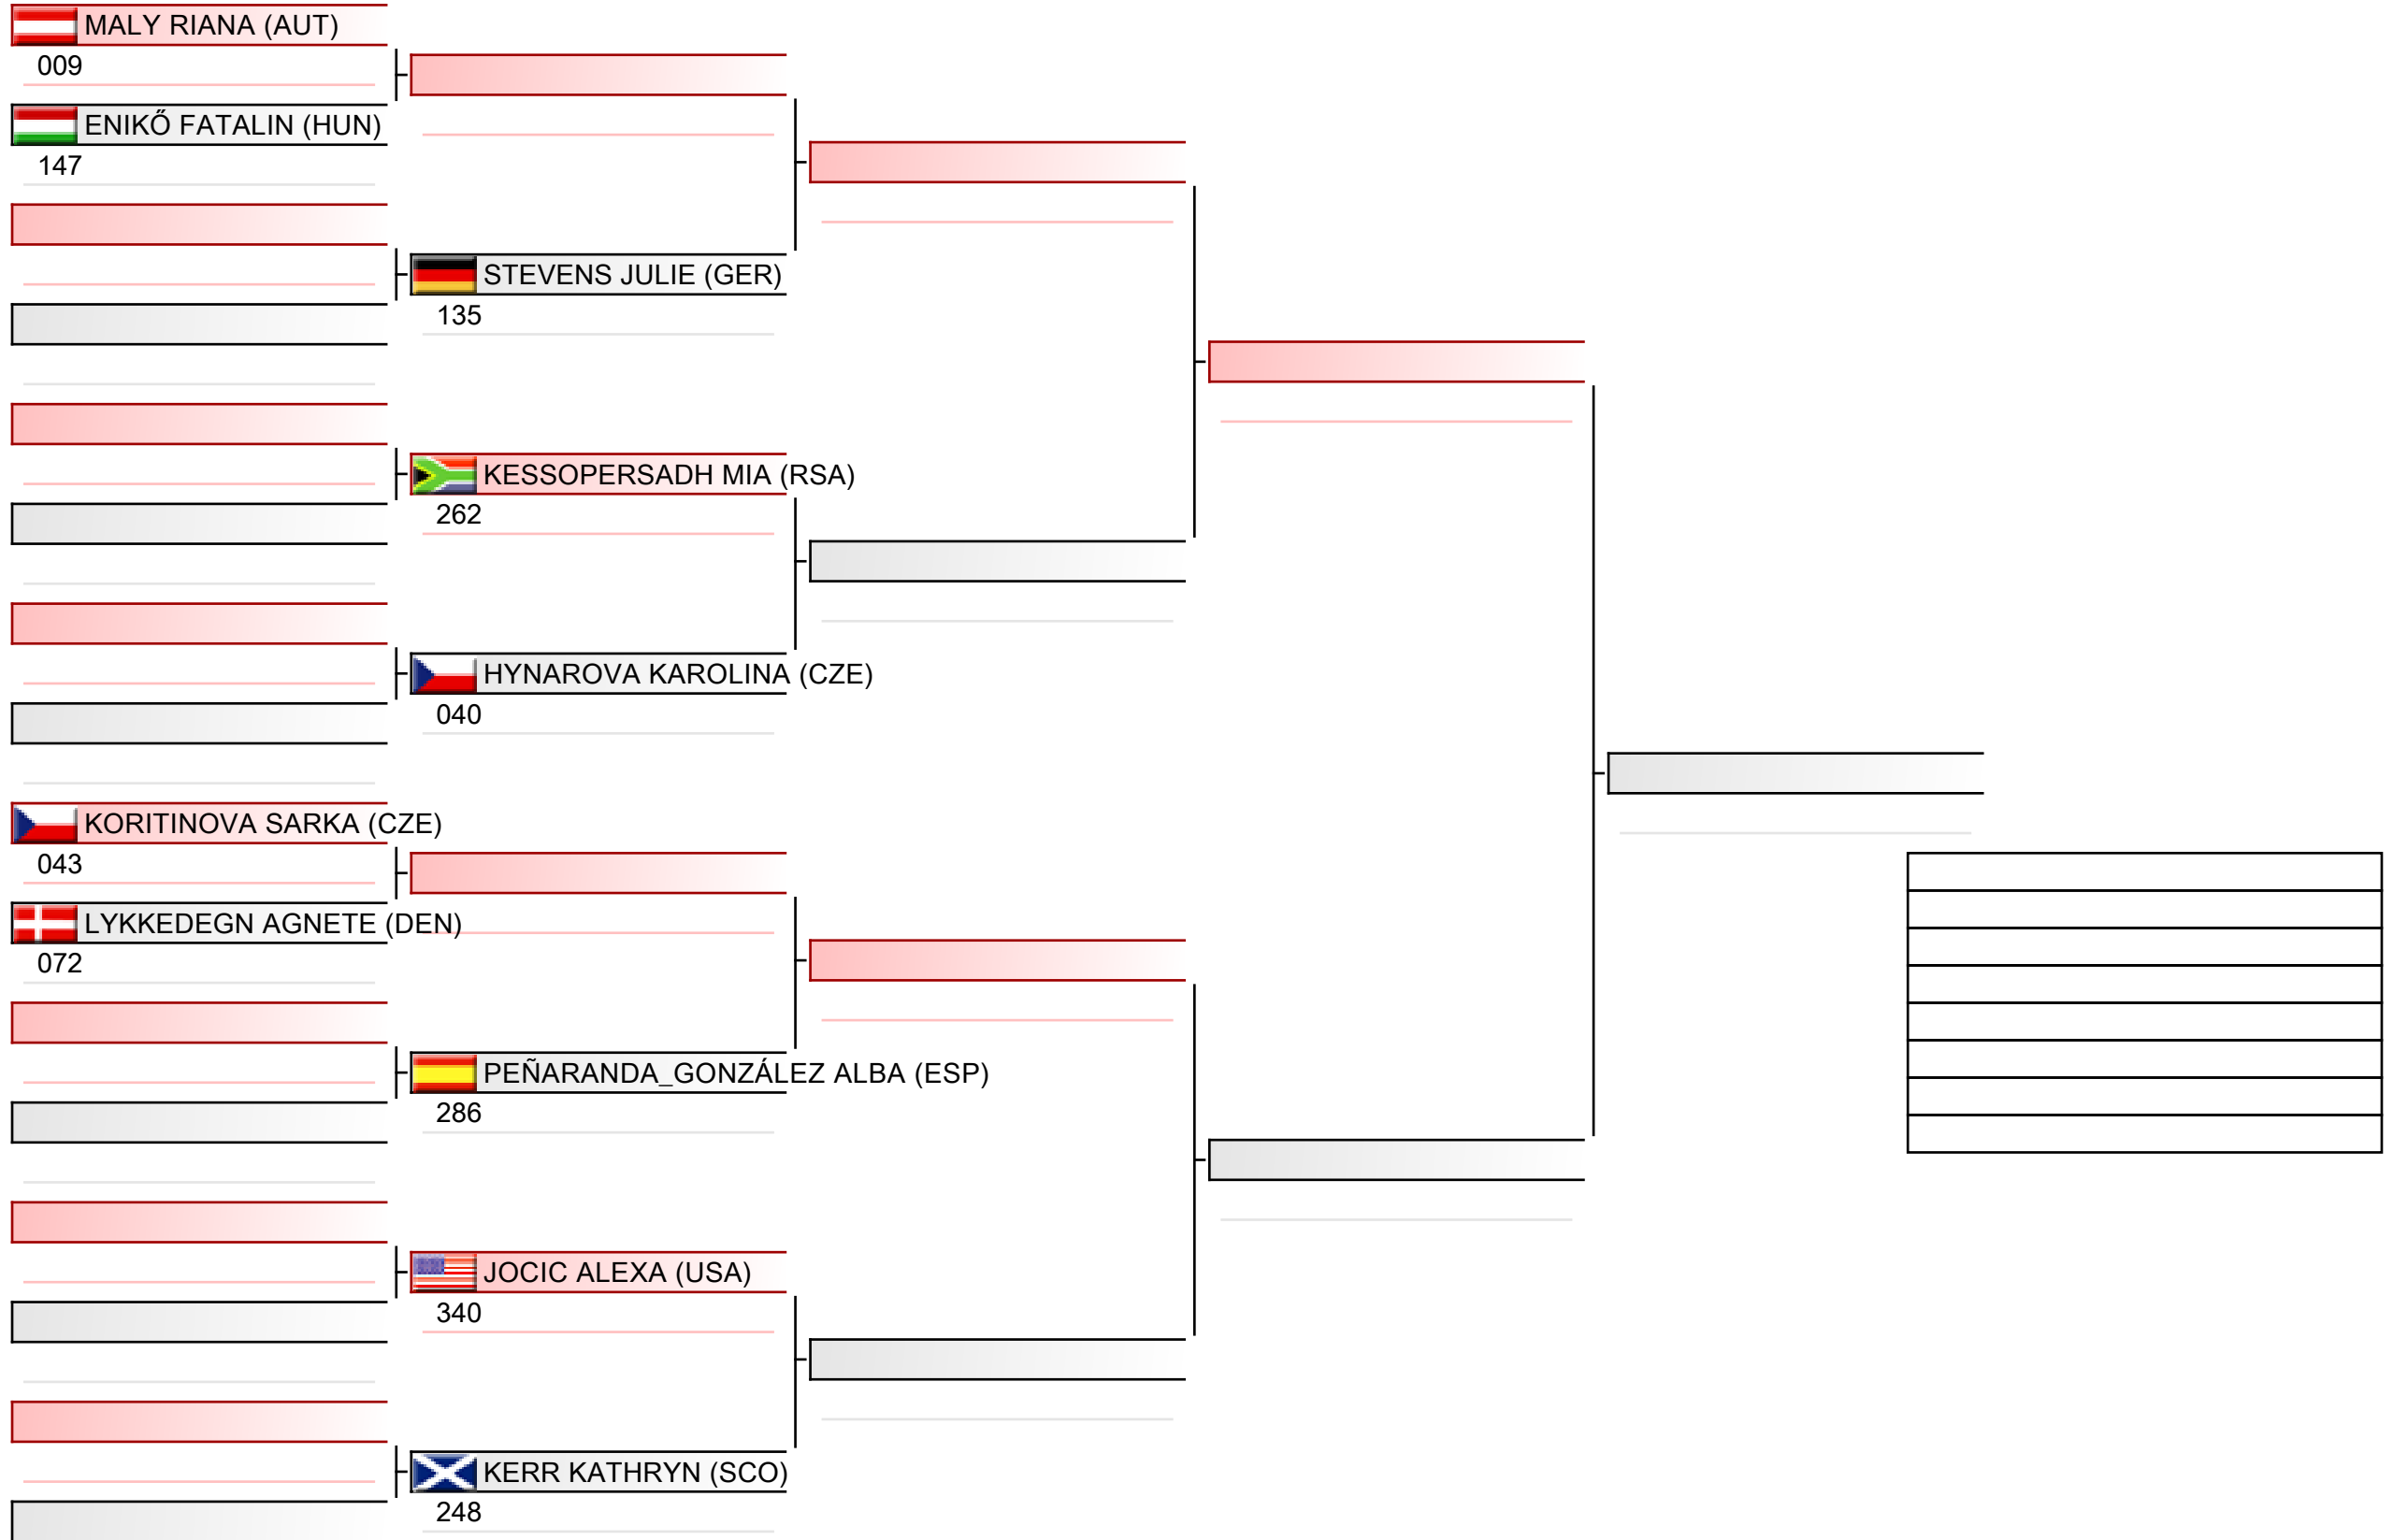 MALY RIANA (AUT)
009
ENIKŐ FATALIN (HUN)
147
STEVENS JULIE (GER)
135
KESSOPERSADH MIA (RSA)
262
HYNAROVA KAROLINA (CZE)
040
KORITINOVA SARKA (CZE)
043
LYKKEDEGN AGNETE (DEN)
072
PEÑARANDA_GONZÁLEZ ALBA (ESP)
286
JOCIC ALEXA (USA)
340
KERR KATHRYN (SCO)
248